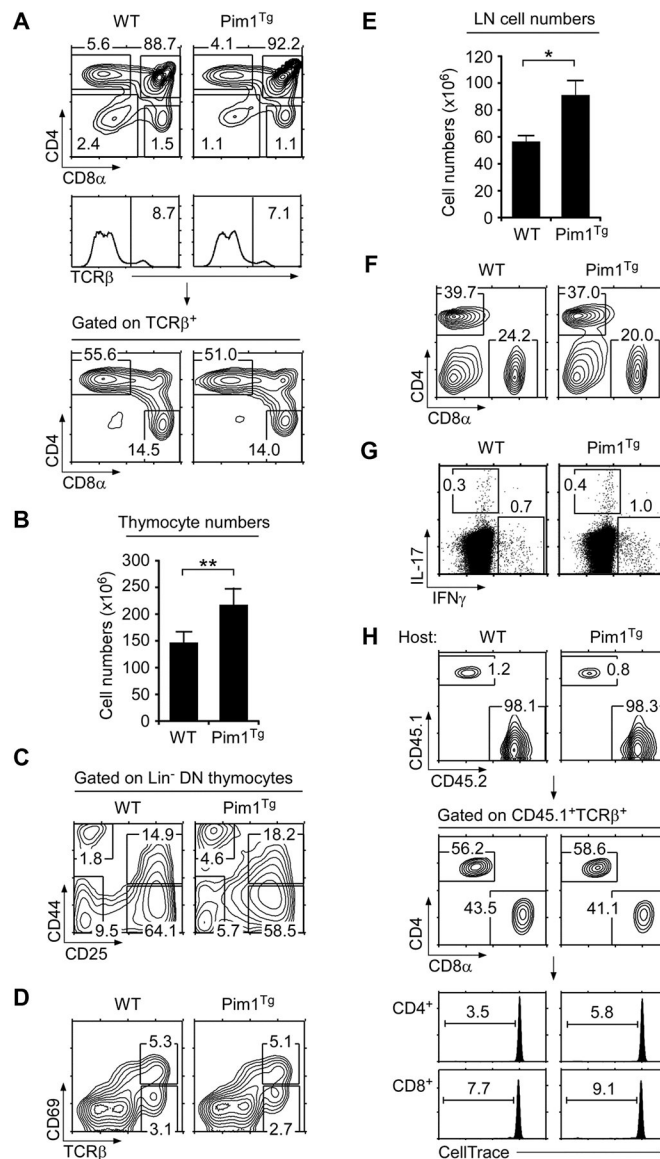 A
WT Pim1Tg
5.6 88.7 4.1 92.2
2.4 1.5 1.1 1.1
CD4
CD8α
8.7 7.1
TCRβ
Gated on TCRβ+
55.6 51.0
14.5 14.0
CD4
CD8α
B
Thymocyte numbers
Cell numbers (x10^6)
300
250
200
150
100
50
0
**
WT Pim1Tg
C
Gated on Lin- DN thymocytes
WT Pim1Tg
14.9 18.2
1.8 4.6
9.5 64.1 5.7 58.5
CD44
CD25
D
WT Pim1Tg
5.3 5.1
3.1 2.7
CD69
TCRβ
E
LN cell numbers
Cell numbers (x10^6)
120
100
80
60
40
20
0
*
WT Pim1Tg
F
WT Pim1Tg
39.7 37.0
24.2 20.0
CD4
CD8α
G
WT Pim1Tg
0.3 0.4
0.7 1.0
IL-17
IFNγ
H
Host: WT Pim1Tg
1.2 0.8
98.1 98.3
CD45.1
CD45.2
Gated on CD45.1+TCRβ+
56.2 58.6
43.5 41.1
CD4
CD8α
CD4+ 3.5 5.8
CD8+ 7.7 9.1
CellTrace